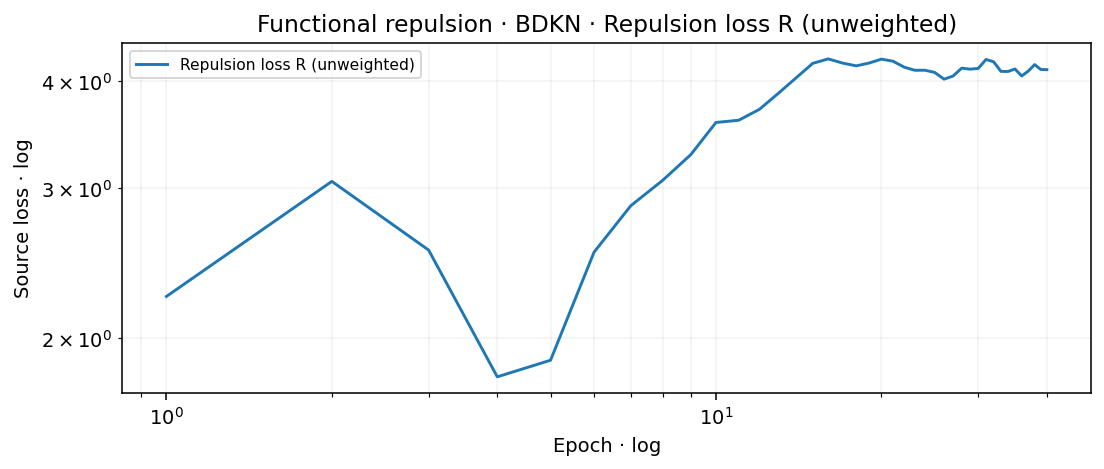 Functional repulsion · BDKN · Repulsion loss R (unweighted)
Repulsion loss R (unweighted)
4 × 10⁰
3 × 10⁰
2 × 10⁰
Source loss · log
10⁰ 10¹
Epoch · log